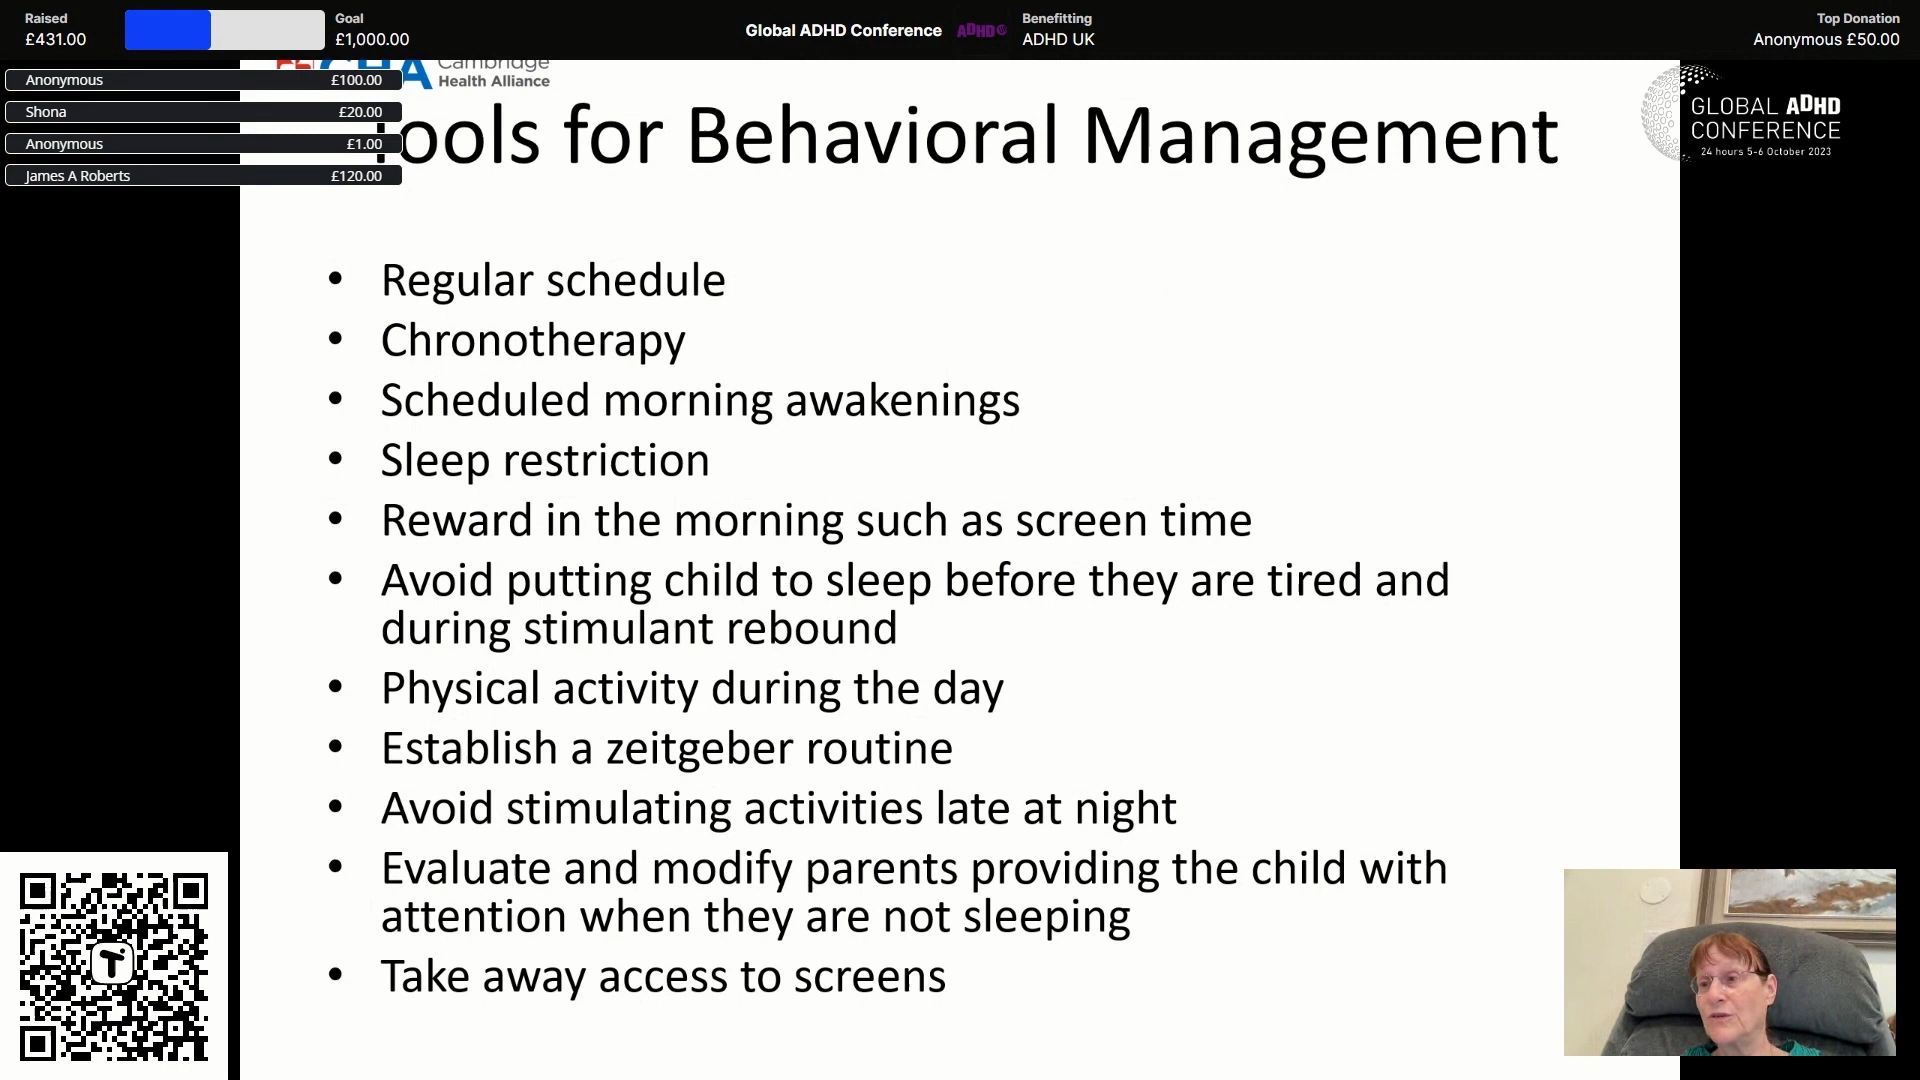 Raised
£431.00
Goal
£1,000.00
Global ADHD Conference
ADHD
Benefitting
ADHD UK
Top Donation
Anonymous £50.00
Anonymous £100.00
Shona £20.00
Anonymous £1.00
James A Roberts £120.00
CHA
Cambridge
Health Alliance
GLOBAL ADHD
CONFERENCE
24 hours 5-6 October 2023
Tools for Behavioral Management
• Regular schedule
• Chronotherapy
• Scheduled morning awakenings
• Sleep restriction
• Reward in the morning such as screen time
• Avoid putting child to sleep before they are tired and
during stimulant rebound
• Physical activity during the day
• Establish a zeitgeber routine
• Avoid stimulating activities late at night
• Evaluate and modify parents providing the child with
attention when they are not sleeping
• Take away access to screens
T